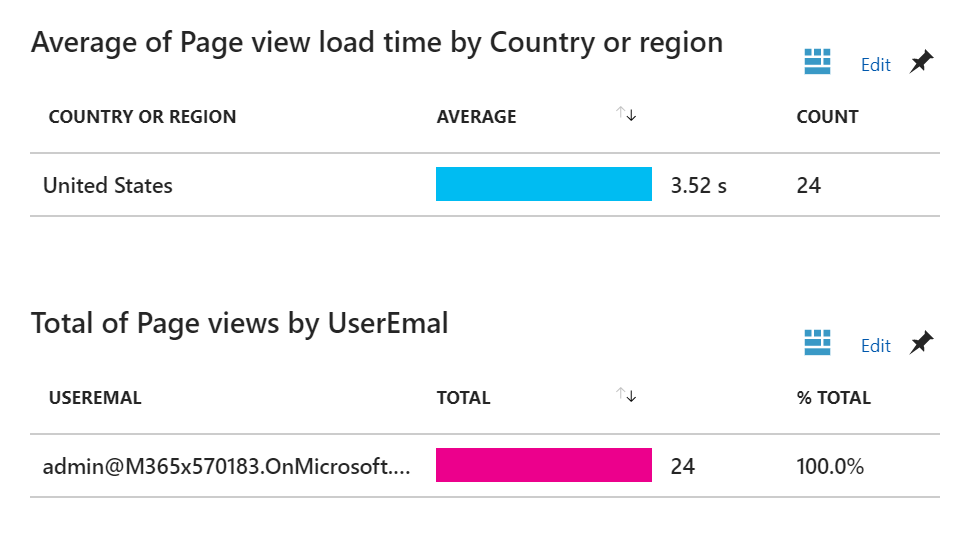 Average of Page view load time by Country or region
Edit
COUNTRY OR REGION AVERAGE ↑↓ COUNT
United States 3.52 s 24
Total of Page views by UserEmal
Edit
USEREMAL TOTAL ↑↓ % TOTAL
admin@M365x570183.OnMicrosoft.... 24 100.0%